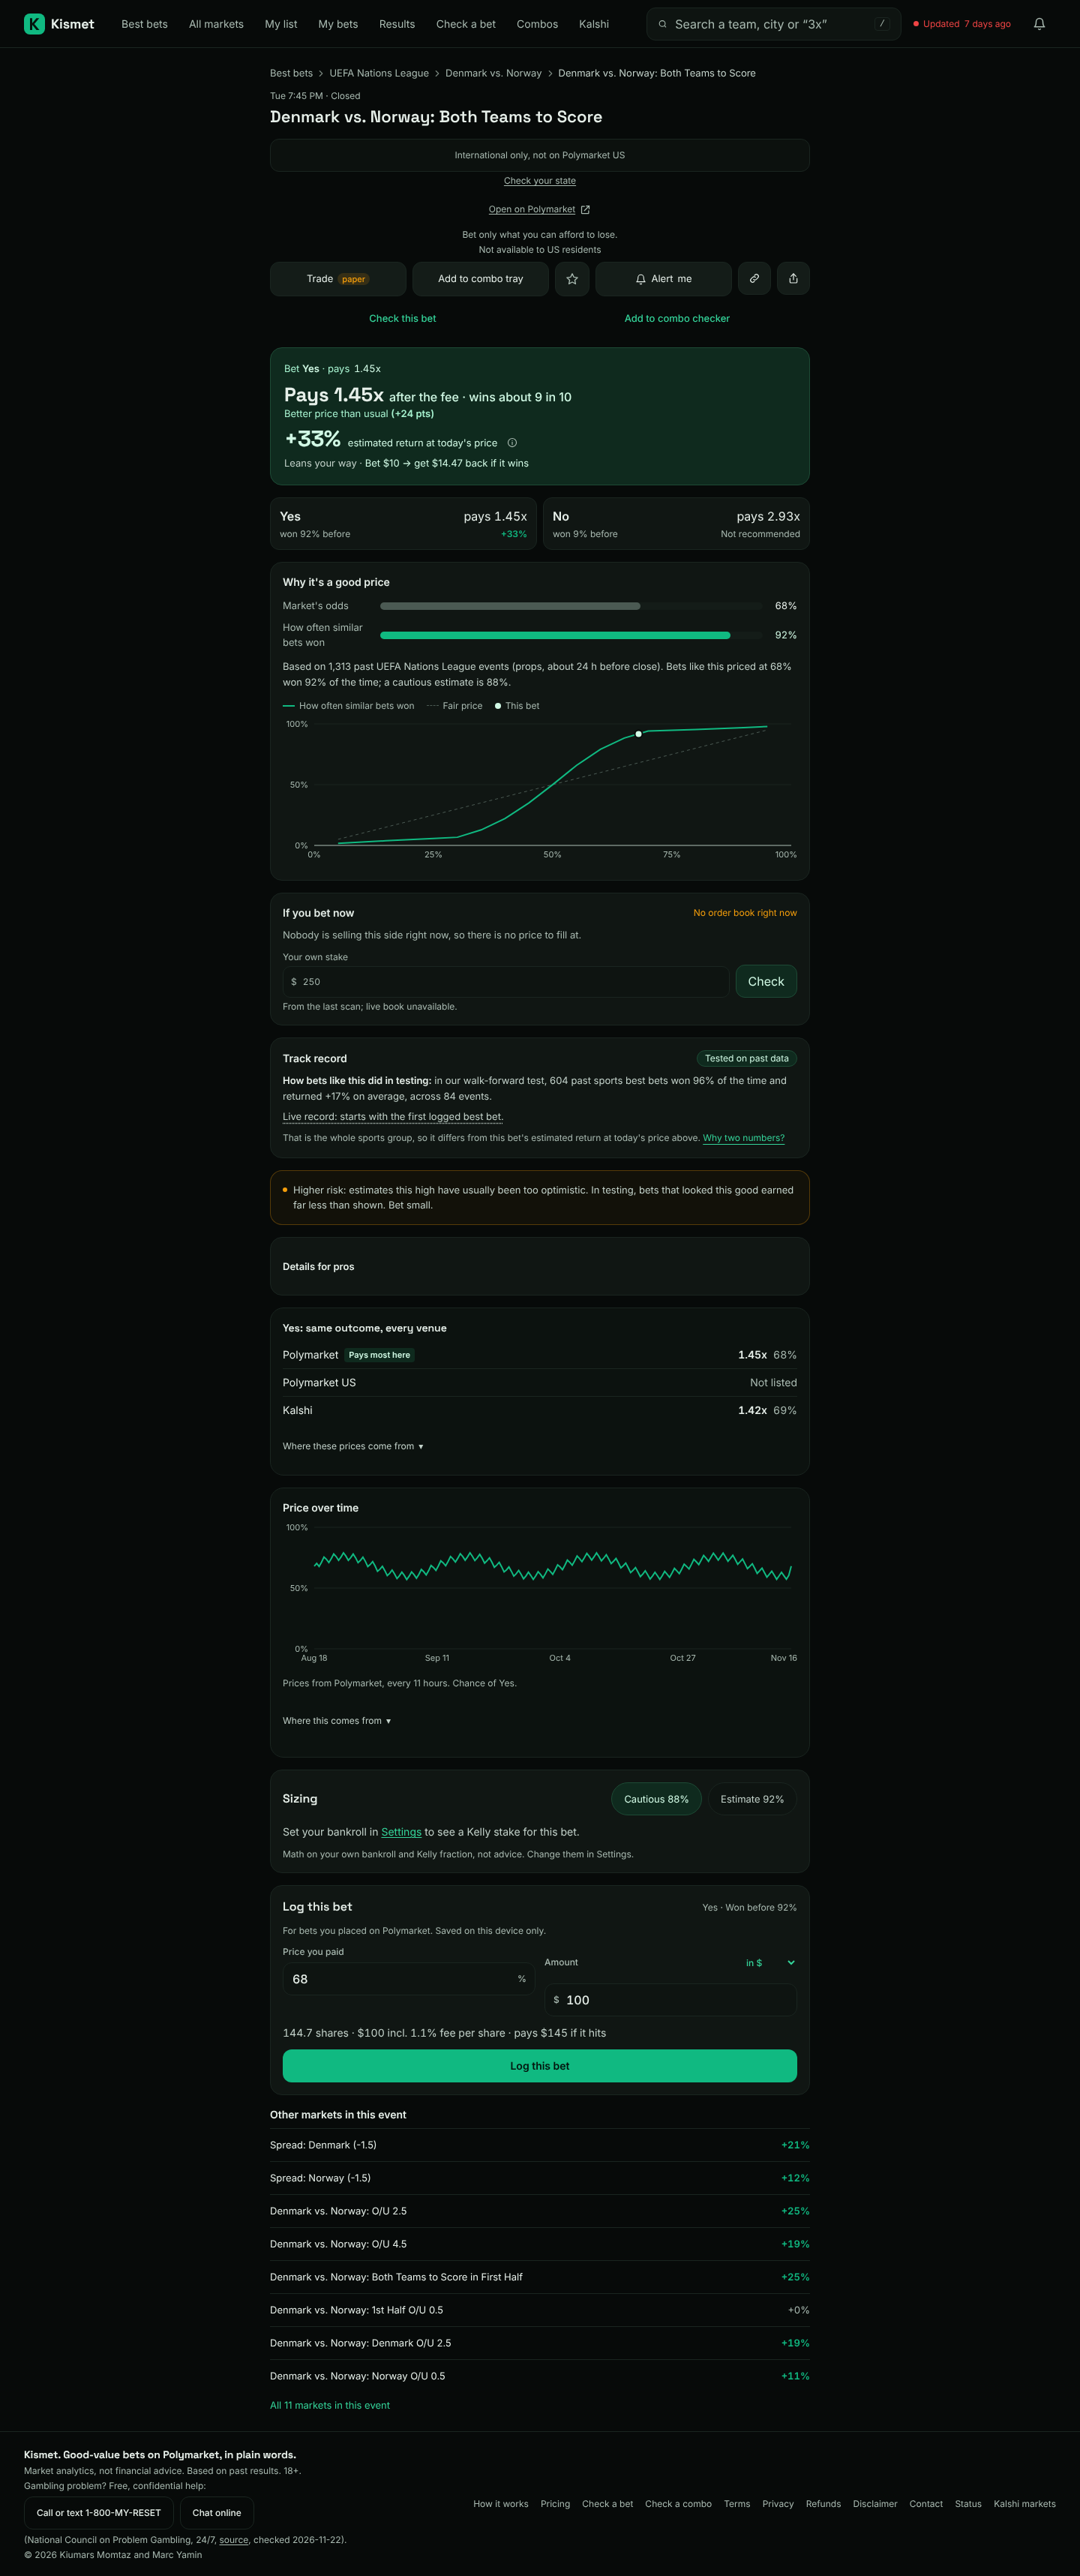 K Kismet
Best bets
All markets
My list
My bets
Results
Check a bet
Combos
Kalshi
Search a team, city or “3x”
/
Updated 7 days ago
Best bets > UEFA Nations League > Denmark vs. Norway > Denmark vs. Norway: Both Teams to Score
Tue 7:45 PM · Closed
Denmark vs. Norway: Both Teams to Score
International only, not on Polymarket US
Check your state
Open on Polymarket
Bet only what you can afford to lose.
Not available to US residents
Trade paper
Add to combo tray
Alert me
Check this bet
Add to combo checker
Bet Yes · pays 1.45x
Pays 1.45x after the fee · wins about 9 in 10
Better price than usual (+24 pts)
+33% estimated return at today's price
Leans your way · Bet $10 → get $14.47 back if it wins
Yes pays 1.45x
won 92% before +33%
No pays 2.93x
won 9% before Not recommended
Why it's a good price
Market's odds 68%
How often similar
bets won 92%
Based on 1,313 past UEFA Nations League events (props, about 24 h before close). Bets like this priced at 68%
won 92% of the time; a cautious estimate is 88%.
How often similar bets won Fair price This bet
100%
50%
0%
0% 25% 50% 75% 100%
If you bet now No order book right now
Nobody is selling this side right now, so there is no price to fill at.
Your own stake
$ 250
Check
From the last scan; live book unavailable.
Track record Tested on past data
How bets like this did in testing: in our walk-forward test, 604 past sports best bets won 96% of the time and
returned +17% on average, across 84 events.
Live record: starts with the first logged best bet.
That is the whole sports group, so it differs from this bet's estimated return at today's price above. Why two numbers?
Higher risk: estimates this high have usually been too optimistic. In testing, bets that looked this good earned
far less than shown. Bet small.
Details for pros
Yes: same outcome, every venue
Polymarket Pays most here 1.45x 68%
Polymarket US Not listed
Kalshi 1.42x 69%
Where these prices come from ▾
Price over time
100%
50%
0%
Aug 18 Sep 11 Oct 4 Oct 27 Nov 16
Prices from Polymarket, every 11 hours. Chance of Yes.
Where this comes from ▾
Sizing Cautious 88% Estimate 92%
Set your bankroll in Settings to see a Kelly stake for this bet.
Math on your own bankroll and Kelly fraction, not advice. Change them in Settings.
Log this bet Yes · Won before 92%
For bets you placed on Polymarket. Saved on this device only.
Price you paid
68 %
Amount in $
$ 100
144.7 shares · $100 incl. 1.1% fee per share · pays $145 if it hits
Log this bet
Other markets in this event
Spread: Denmark (-1.5) +21%
Spread: Norway (-1.5) +12%
Denmark vs. Norway: O/U 2.5 +25%
Denmark vs. Norway: O/U 4.5 +19%
Denmark vs. Norway: Both Teams to Score in First Half +25%
Denmark vs. Norway: 1st Half O/U 0.5 +0%
Denmark vs. Norway: Denmark O/U 2.5 +19%
Denmark vs. Norway: Norway O/U 0.5 +11%
All 11 markets in this event
Kismet. Good-value bets on Polymarket, in plain words.
Market analytics, not financial advice. Based on past results. 18+.
Gambling problem? Free, confidential help:
Call or text 1-800-MY-RESET
Chat online
(National Council on Problem Gambling, 24/7, source, checked 2026-11-22).
© 2026 Kiumars Momtaz and Marc Yamin
How it works
Pricing
Check a bet
Check a combo
Terms
Privacy
Refunds
Disclaimer
Contact
Status
Kalshi markets